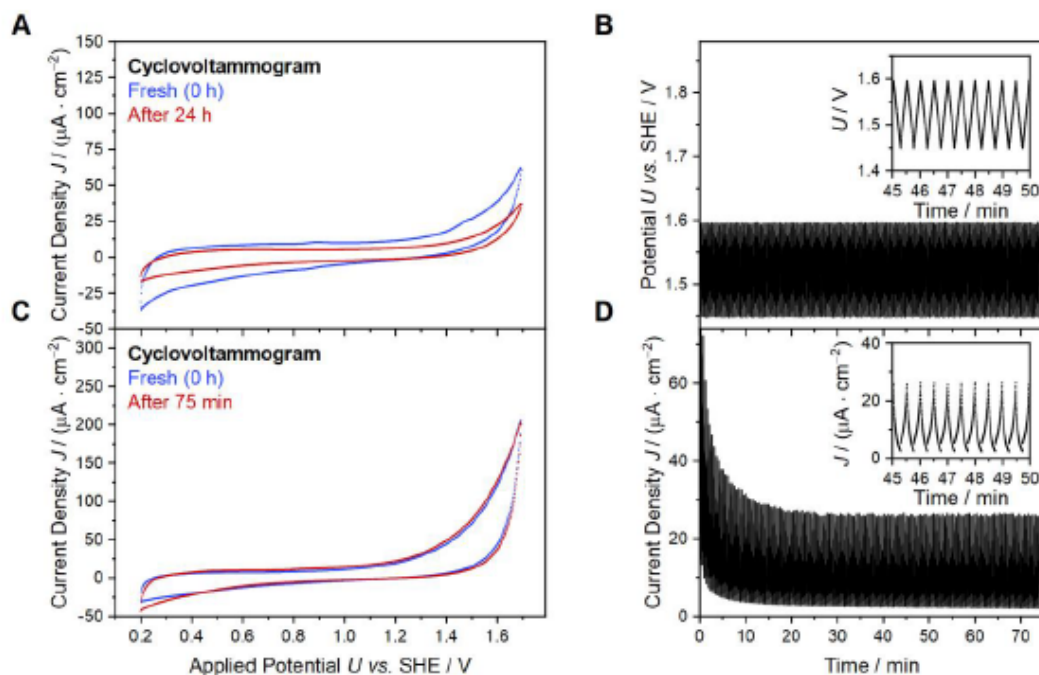 A
Current Density J / (µA · cm⁻²)
150
125
100
75
50
25
0
-25
-50
Cyclovoltammogram
Fresh (0 h)
After 24 h
B
Potential U vs. SHE / V
1.8
1.7
1.6
1.5
U / V
1.6
1.5
1.4
45 46 47 48 49 50
Time / min
C
Current Density J / (µA · cm⁻²)
300
250
200
150
100
50
0
-50
Cyclovoltammogram
Fresh (0 h)
After 75 min
0.2 0.4 0.6 0.8 1.0 1.2 1.4 1.6
Applied Potential U vs. SHE / V
D
Current Density J / (µA · cm⁻²)
60
40
20
0
J / (µA · cm⁻²)
40
20
0
45 46 47 48 49 50
Time / min
0 10 20 30 40 50 60 70
Time / min